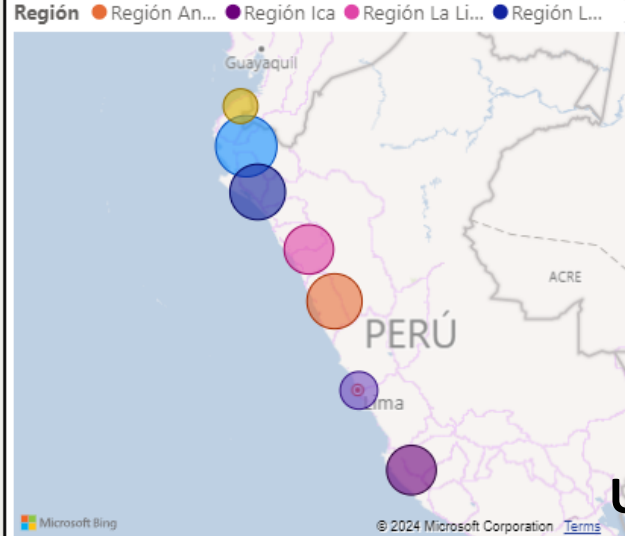 Región Región An... Región Ica Región La Li... Región L...
Guayaquil
ACRE
PERÚ
Lima
Microsoft Bing
© 2024 Microsoft Corporation Terms